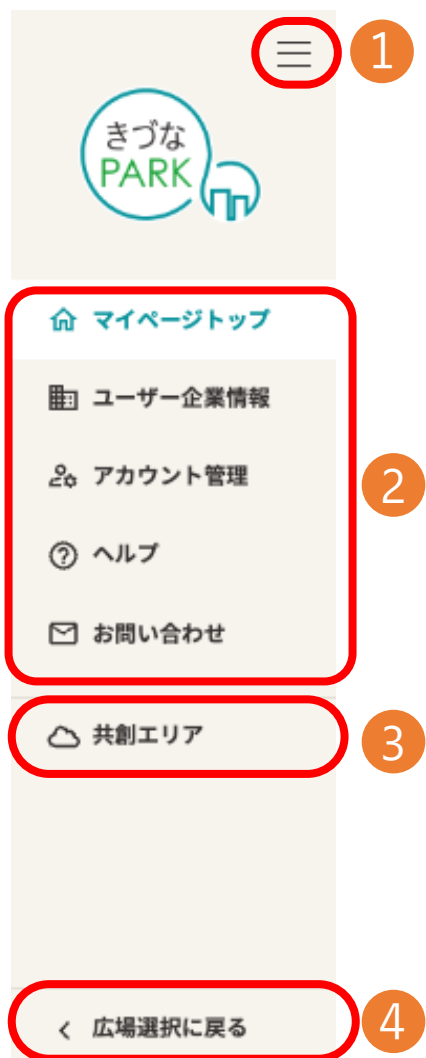 1
きづな
PARK
マイページトップ
ユーザー企業情報
アカウント管理
2
ヘルプ
お問い合わせ
共創エリア
3
広場選択に戻る
4